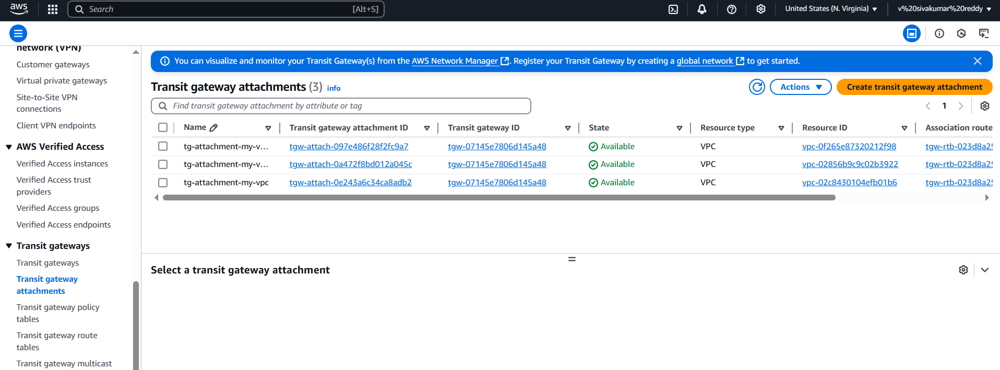 aws
Search [Alt+S]
United States (N. Virginia)
v%20sivakumar%20reddy
network (VPN)
Customer gateways
Virtual private gateways
Site-to-Site VPN
connections
Client VPN endpoints
AWS Verified Access
Verified Access instances
Verified Access trust
providers
Verified Access groups
Verified Access endpoints
Transit gateways
Transit gateways
Transit gateway
attachments
Transit gateway policy
tables
Transit gateway route
tables
Transit gateway multicast
You can visualize and monitor your Transit Gateway(s) from the AWS Network Manager. Register your Transit Gateway by creating a global network to get started.
Transit gateway attachments (3) info
Actions
Create transit gateway attachment
Find transit gateway attachment by attribute or tag
1
Name Transit gateway attachment ID Transit gateway ID State Resource type Resource ID Association route
tg-attachment-my-v... tgw-attach-097e486f28f2fc9a7 tgw-07145e7806d145a48 Available VPC vpc-0f265e87320212f98 tgw-rtb-023d8a25
tg-attachment-my-v... tgw-attach-0a472f8bd012a045c tgw-07145e7806d145a48 Available VPC vpc-02856b9c9c02b3922 tgw-rtb-023d8a25
tg-attachment-my-vpc tgw-attach-0e243a6c34ca8adb2 tgw-07145e7806d145a48 Available VPC vpc-02c8430104efb01b6 tgw-rtb-023d8a25
Select a transit gateway attachment